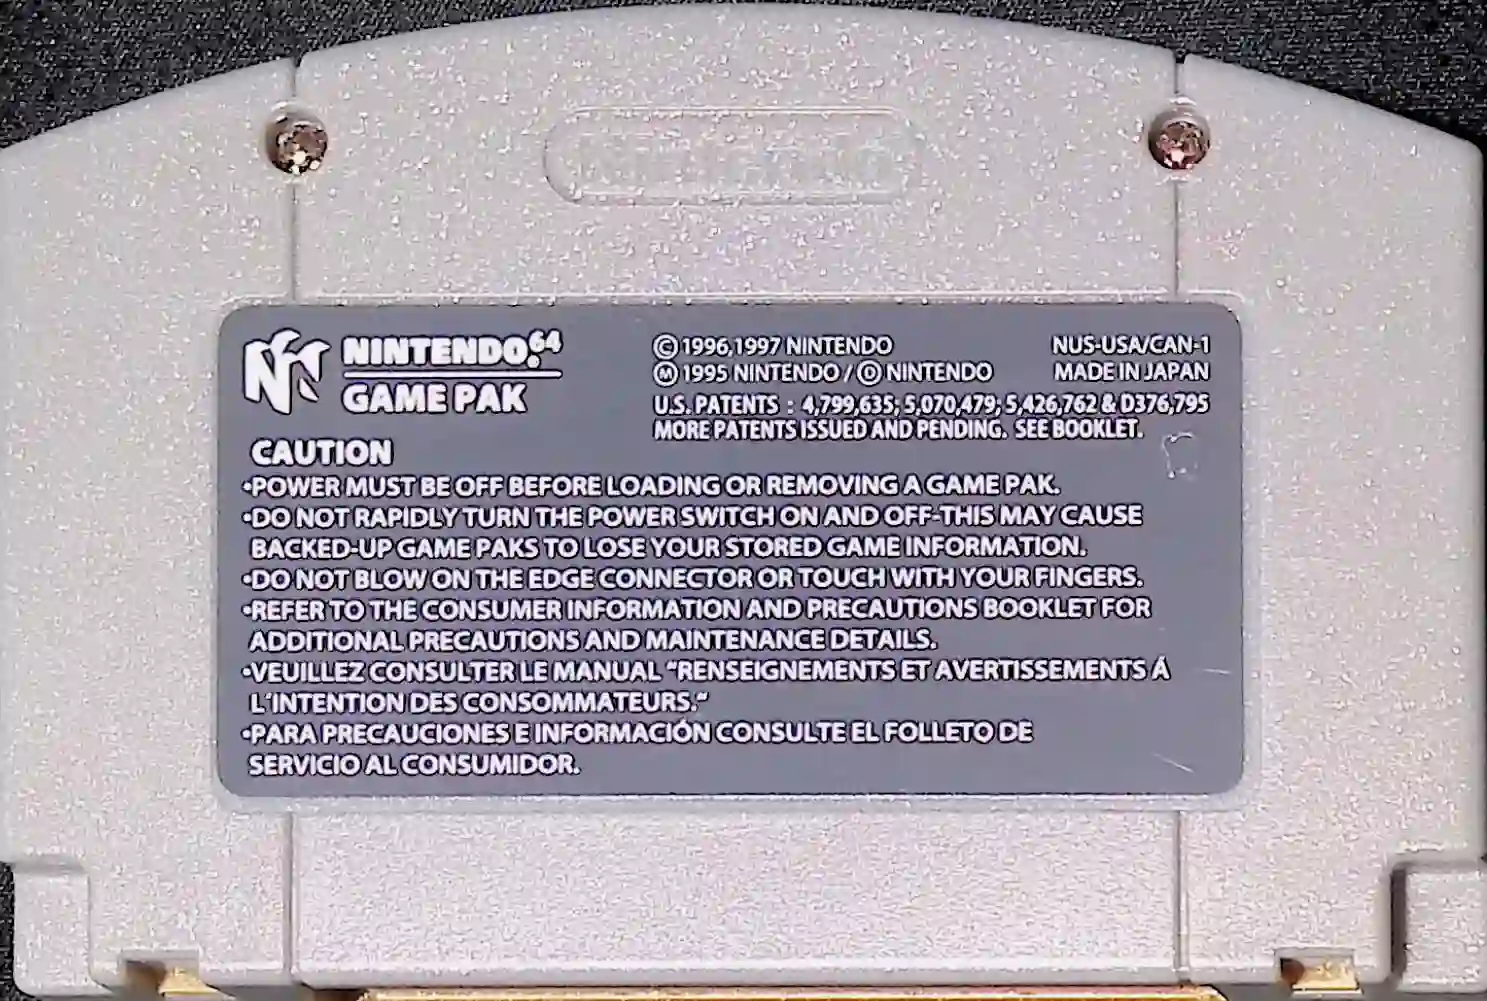 Nintendo
NINTENDO.64
GAME PAK
©1996,1997 NINTENDO
Ⓜ1995 NINTENDO/ⒹNINTENDO
NUS-USA/CAN-1
MADE IN JAPAN
U.S. PATENTS : 4,799,635; 5,070,479; 5,426,762 & D376,795
MORE PATENTS ISSUED AND PENDING. SEE BOOKLET.
CAUTION
•POWER MUST BE OFF BEFORE LOADING OR REMOVING A GAME PAK.
•DO NOT RAPIDLY TURN THE POWER SWITCH ON AND OFF-THIS MAY CAUSE
BACKED-UP GAME PAKS TO LOSE YOUR STORED GAME INFORMATION.
•DO NOT BLOW ON THE EDGE CONNECTOR OR TOUCH WITH YOUR FINGERS.
•REFER TO THE CONSUMER INFORMATION AND PRECAUTIONS BOOKLET FOR
ADDITIONAL PRECAUTIONS AND MAINTENANCE DETAILS.
•VEUILLEZ CONSULTER LE MANUAL “RENSEIGNEMENTS ET AVERTISSEMENTS Á
L'INTENTION DES CONSOMMATEURS.“
•PARA PRECAUCIONES E INFORMACIÓN CONSULTE EL FOLLETO DE
SERVICIO AL CONSUMIDOR.